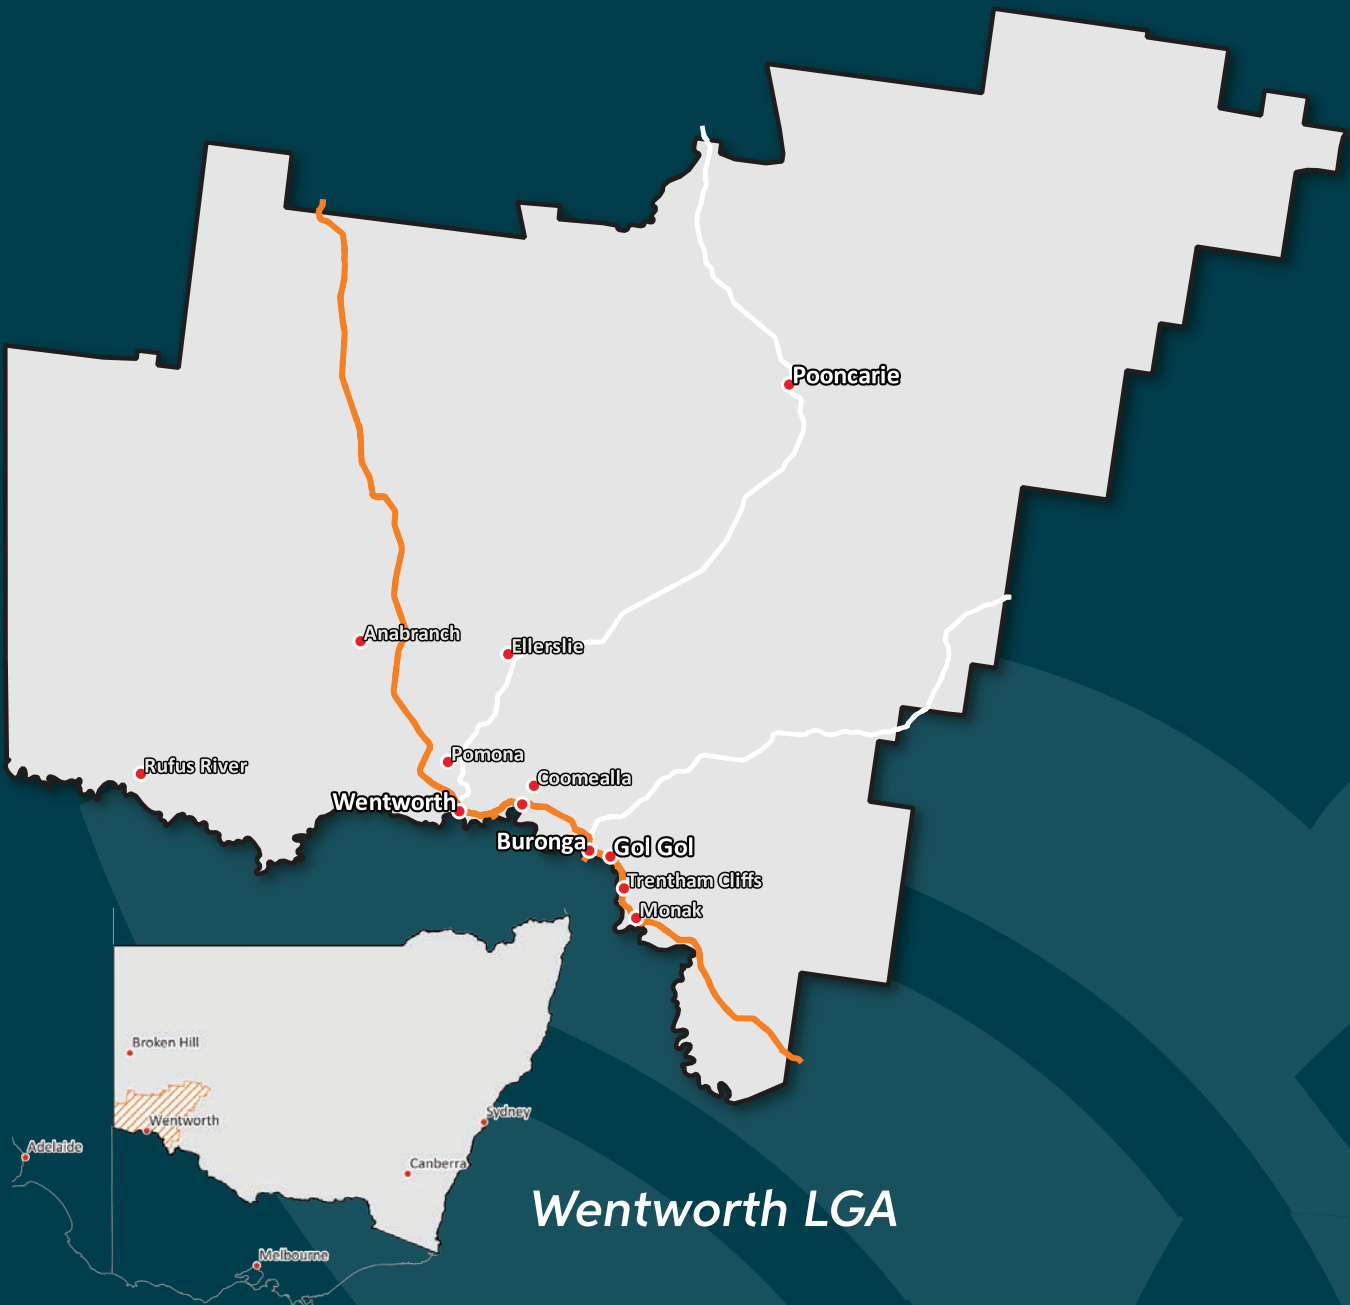 Pooncarie
Anabranch
Ellerslie
Pomona
Rufus River
Coomealla
Wentworth
Buronga
Gol Gol
Trentham Cliffs
Monak
Broken Hill
Wentworth
Sydney
Adelaide
Canberra
Wentworth LGA
Melbourne